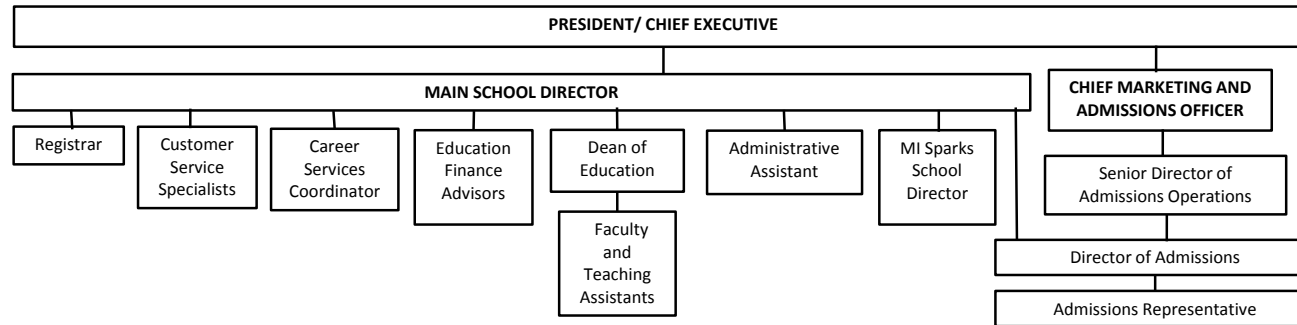 PRESIDENT/ CHIEF EXECUTIVE
MAIN SCHOOL DIRECTOR
CHIEF MARKETING AND
ADMISSIONS OFFICER
Registrar
Customer
Service
Specialists
Career
Services
Coordinator
Education
Finance
Advisors
Dean of
Education
Administrative
Assistant
MI Sparks
School
Director
Senior Director of
Admissions Operations
Faculty
and
Teaching
Assistants
Director of Admissions
Admissions Representative